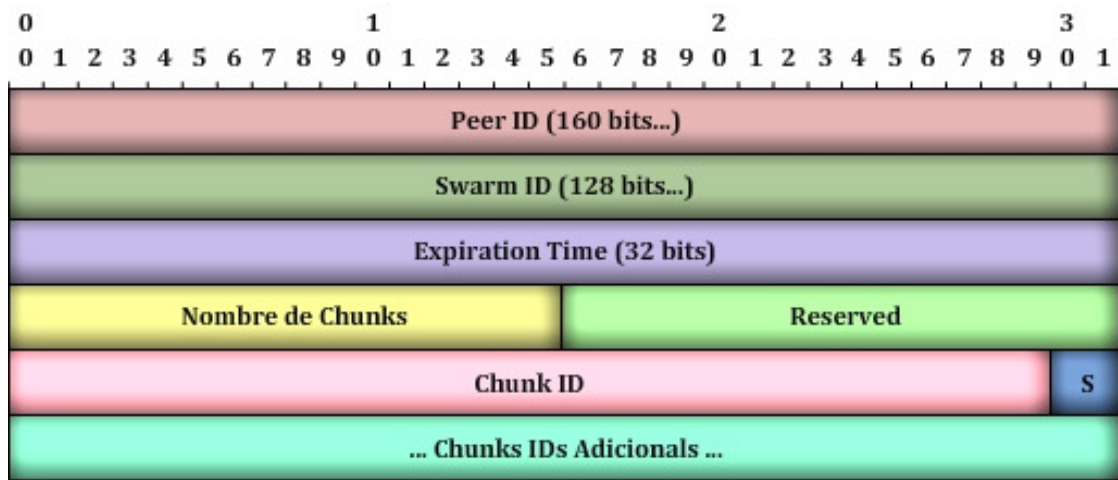 0 1 2 3
0 1 2 3 4 5 6 7 8 9 0 1 2 3 4 5 6 7 8 9 0 1 2 3 4 5 6 7 8 9 0 1
Peer ID (160 bits...)
Swarm ID (128 bits...)
Expiration Time (32 bits)
Nombre de Chunks Reserved
Chunk ID S
... Chunks IDs Adicionals ...